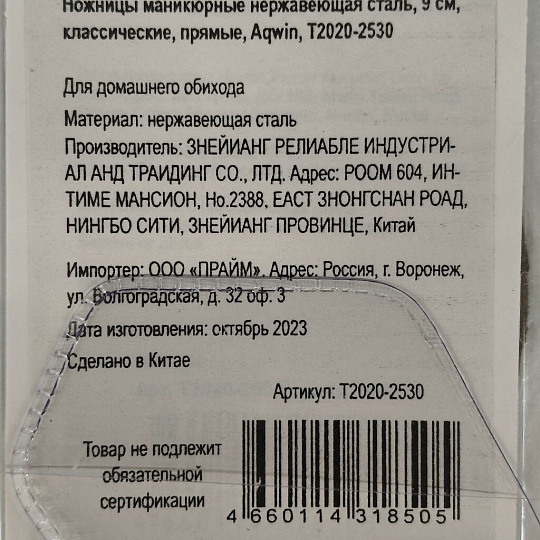 Ножницы маникюрные нержавеющая сталь, 9 см,
классические, прямые, Aqwin, Т2020-2530
Для домашнего обихода
Материал: нержавеющая сталь
Производитель: ЗНЕЙИАНГ РЕЛИАБЛЕ ИНДУСТРИ-
АЛ АНД ТРАИДИНГ СО., ЛТД. Адрес: РООМ 604, ИН-
ТИМЕ МАНСИОН, Но.2388, ЕАСТ ЗНОНГСНАН РОАД,
НИНГБО СИТИ, ЗНЕЙИАНГ ПРОВИНЦЕ, Китай
Импортер: ООО «ПРАЙМ». Адрес: Россия, г. Воронеж,
ул. Волгоградская, д. 32 оф. 3
Дата изготовления: октябрь 2023
Сделано в Китае
Артикул: Т2020-2530
Товар не подлежит
обязательной
сертификации
4 660114 318505